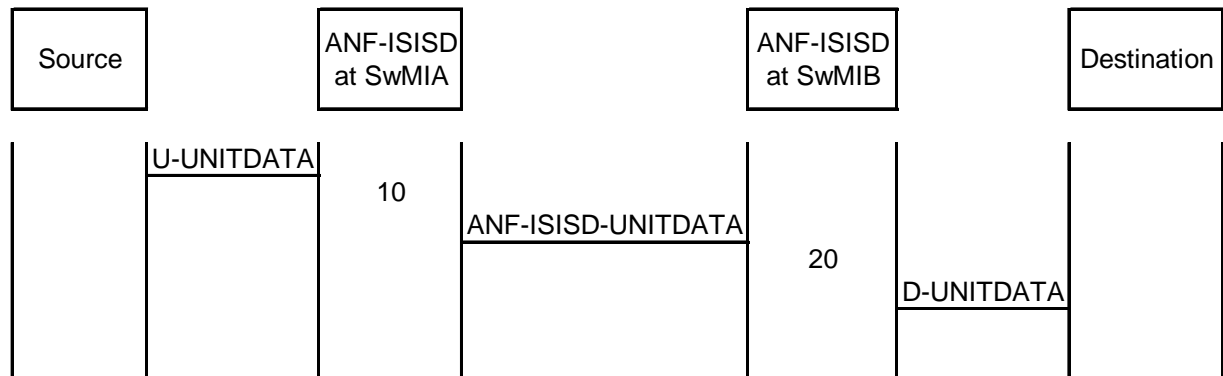 Source
ANF-ISISD
at SwMIA
ANF-ISISD
at SwMIB
Destination
U-UNITDATA
10
ANF-ISISD-UNITDATA
20
D-UNITDATA